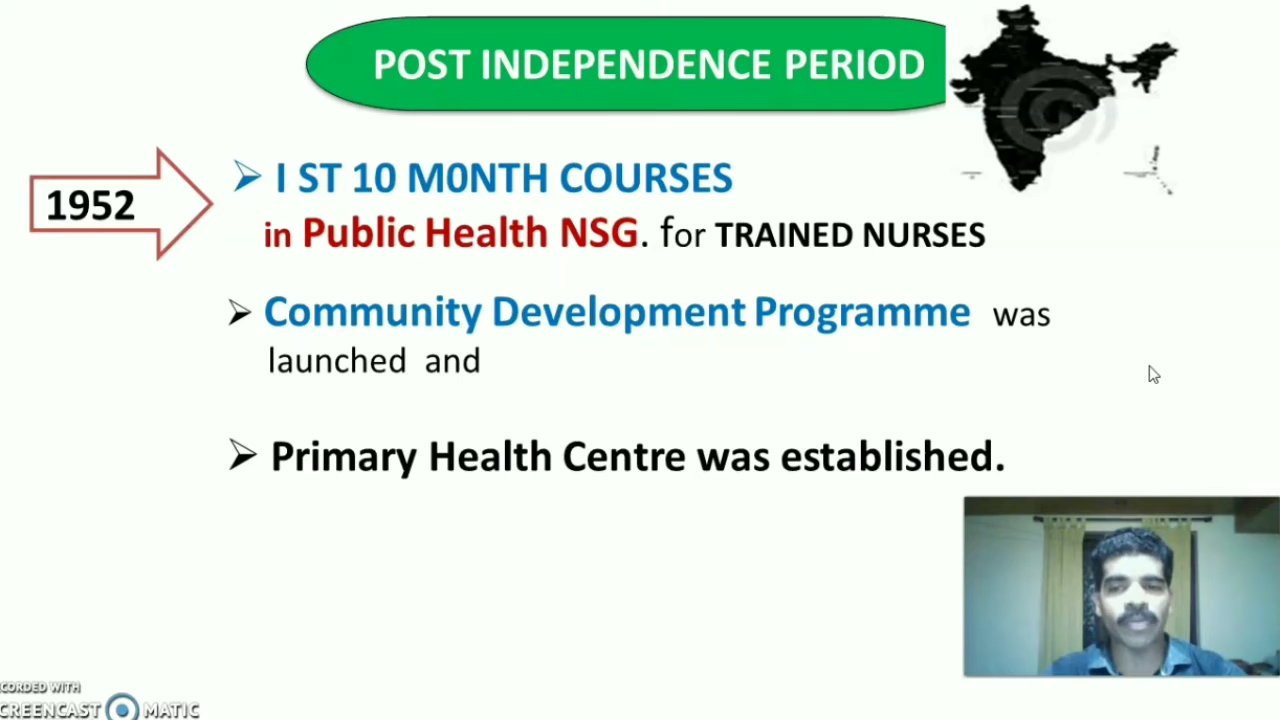 POST INDEPENDENCE PERIOD
1952
➢ I ST 10 M0NTH COURSES
in Public Health NSG. for TRAINED NURSES
➢ Community Development Programme was
launched and
➢ Primary Health Centre was established.
CORDED WITH
CREENCAST MATIC